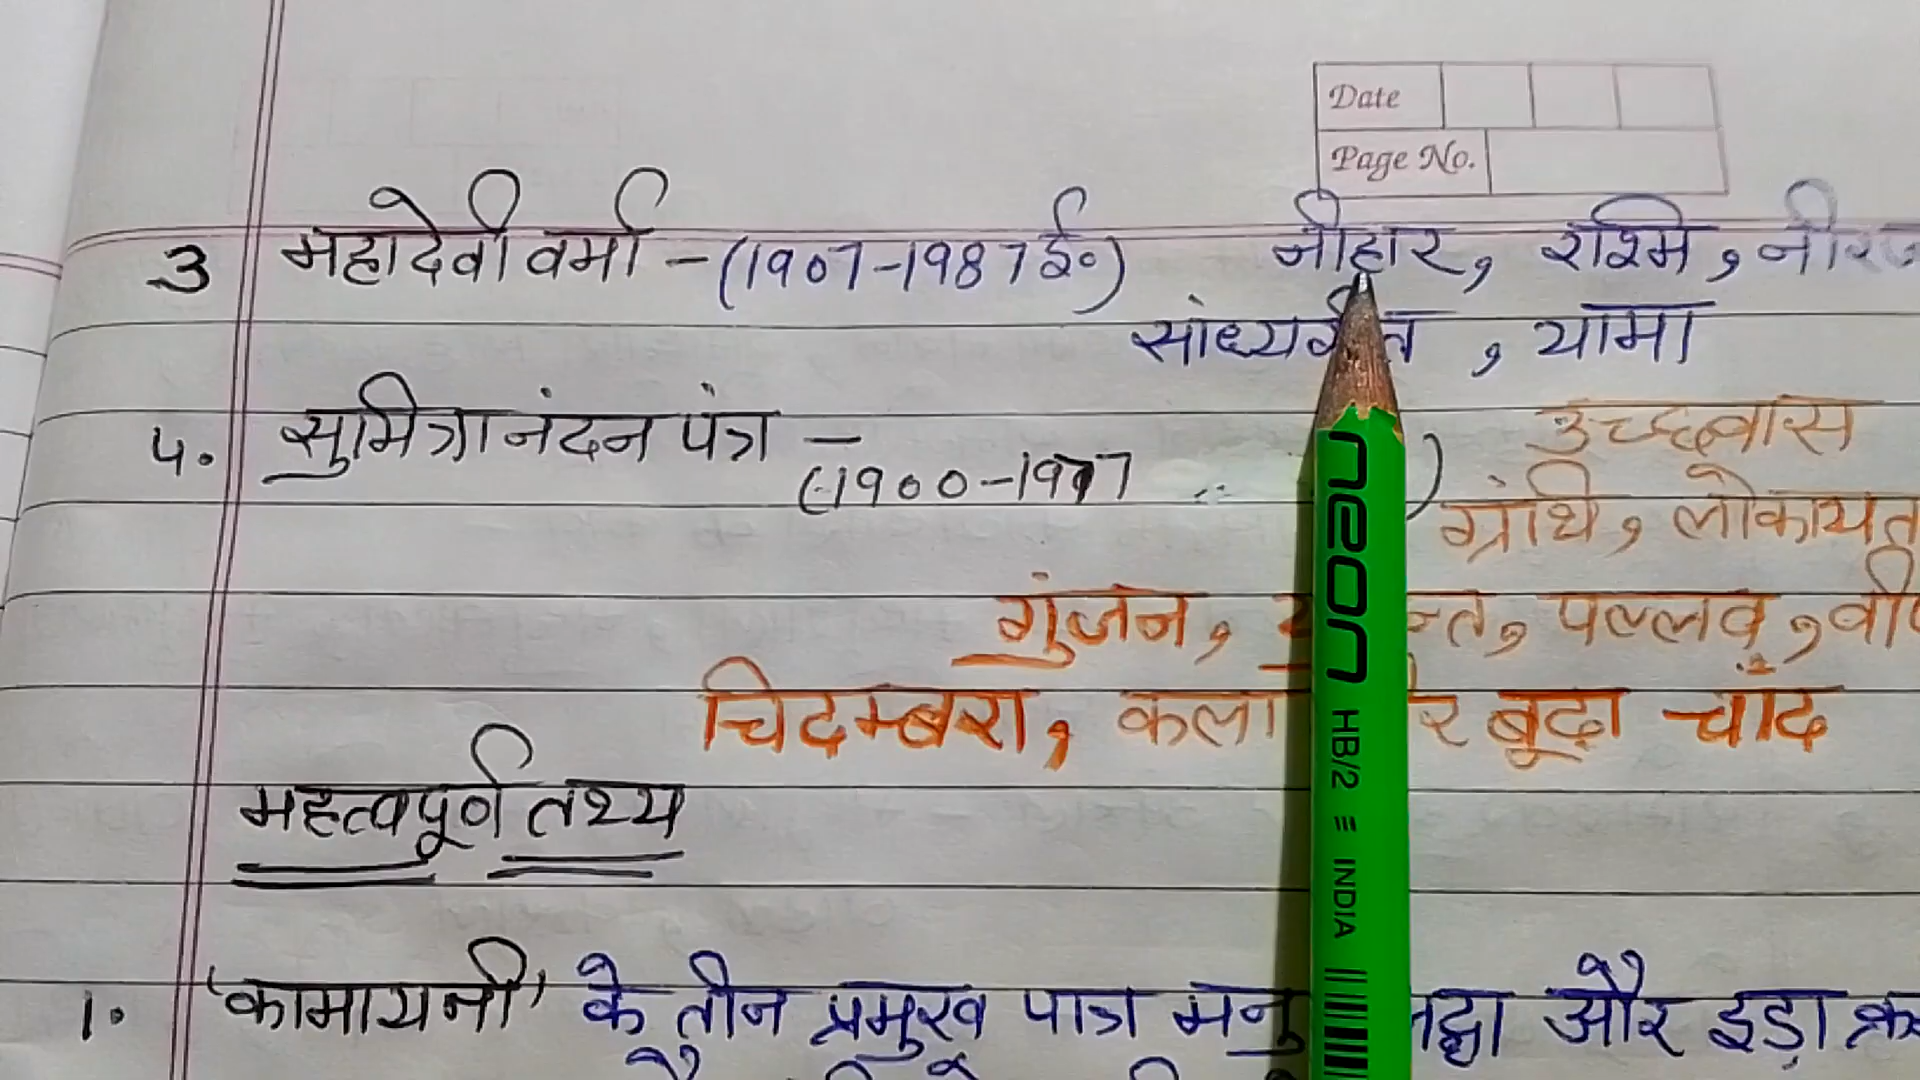 Date
Page No.
3 महादेवी वर्मा – (1907-1987 ई०) नीहार, रश्मि,
सांध्यगीत, यामा
4. सुमित्रानंदन पंत्र – उच्छ्वास
(1900-1977 ) ग्रंथि, लोकायत
गुंजन, पल्लव,
चिदम्बरा, कला बूढ़ा चाँद
महत्वपूर्ण तथ्य
1. 'कामायनी' के तीन प्रमुख पात्र मनु और इड़ा
neon HB/2 INDIA